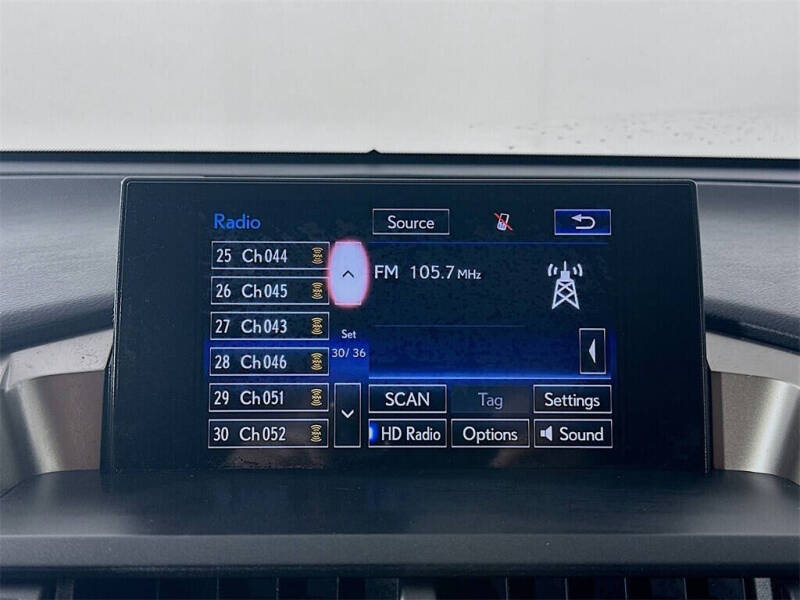 Radio
Source
25 Ch044
26 Ch045
27 Ch043
28 Ch046
29 Ch051
30 Ch052
Set
30/36
FM 105.7 MHz
SCAN
Tag
Settings
HD Radio
Options
Sound